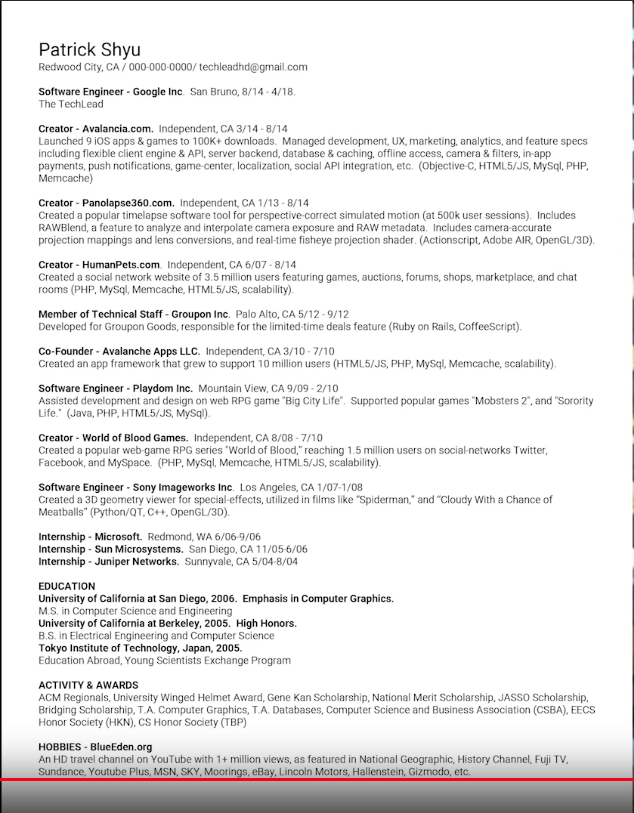 Patrick Shyu
Redwood City, CA / 000-000-0000/ techleadhd@gmail.com
Software Engineer - Google Inc. San Bruno, 8/14 - 4/18.
The TechLead
Creator - Avalancia.com. Independent, CA 3/14 - 8/14
Launched 9 iOS apps & games to 100K+ downloads. Managed development, UX, marketing, analytics, and feature specs
including flexible client engine & API, server backend, database & caching, offline access, camera & filters, in-app
payments, push notifications, game-center, localization, social API integration, etc. (Objective-C, HTML5/JS, MySql, PHP,
Memcache)
Creator - Panolapse360.com. Independent, CA 1/13 - 8/14
Created a popular timelapse software tool for perspective-correct simulated motion (at 500k user sessions). Includes
RAWBlend, a feature to analyze and interpolate camera exposure and RAW metadata. Includes camera-accurate
projection mappings and lens conversions, and real-time fisheye projection shader. (Actionscript, Adobe AIR, OpenGL/3D).
Creator - HumanPets.com. Independent, CA 6/07 - 8/14
Created a social network website of 3.5 million users featuring games, auctions, forums, shops, marketplace, and chat
rooms (PHP, MySql, Memcache, HTML5/JS, scalability).
Member of Technical Staff - Groupon Inc. Palo Alto, CA 5/12 - 9/12
Developed for Groupon Goods, responsible for the limited-time deals feature (Ruby on Rails, CoffeeScript).
Co-Founder - Avalanche Apps LLC. Independent, CA 3/10 - 7/10
Created an app framework that grew to support 10 million users (HTML5/JS, PHP, MySql, Memcache, scalability).
Software Engineer - Playdom Inc. Mountain View, CA 9/09 - 2/10
Assisted development and design on web RPG game "Big City Life". Supported popular games "Mobsters 2", and "Sorority
Life." (Java, PHP, HTML5/JS, MySql).
Creator - World of Blood Games. Independent, CA 8/08 - 7/10
Created a popular web-game RPG series "World of Blood," reaching 1.5 million users on social-networks Twitter,
Facebook, and MySpace. (PHP, MySql, Memcache, HTML5/JS, scalability).
Software Engineer - Sony Imageworks Inc. Los Angeles, CA 1/07-1/08
Created a 3D geometry viewer for special-effects, utilized in films like “Spiderman,” and “Cloudy With a Chance of
Meatballs” (Python/QT, C++, OpenGL/3D).
Internship - Microsoft. Redmond, WA 6/06-9/06
Internship - Sun Microsystems. San Diego, CA 11/05-6/06
Internship - Juniper Networks. Sunnyvale, CA 5/04-8/04
EDUCATION
University of California at San Diego, 2006. Emphasis in Computer Graphics.
M.S. in Computer Science and Engineering
University of California at Berkeley, 2005. High Honors.
B.S. in Electrical Engineering and Computer Science
Tokyo Institute of Technology, Japan, 2005.
Education Abroad, Young Scientists Exchange Program
ACTIVITY & AWARDS
ACM Regionals, University Winged Helmet Award, Gene Kan Scholarship, National Merit Scholarship, JASSO Scholarship,
Bridging Scholarship, T.A. Computer Graphics, T.A. Databases, Computer Science and Business Association (CSBA), EECS
Honor Society (HKN), CS Honor Society (TBP)
HOBBIES - BlueEden.org
An HD travel channel on YouTube with 1+ million views, as featured in National Geographic, History Channel, Fuji TV,
Sundance, Youtube Plus, MSN, SKY, Moorings, eBay, Lincoln Motors, Hallenstein, Gizmodo, etc.